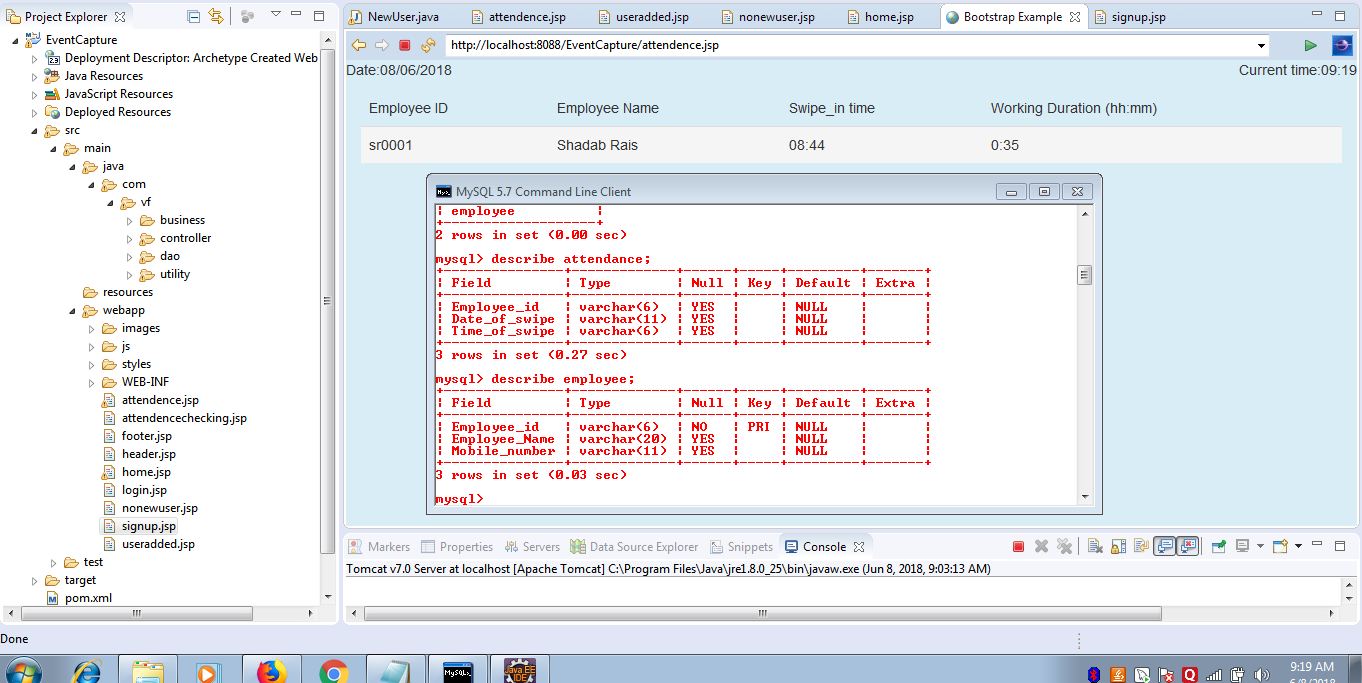 Project Explorer
EventCapture
Deployment Descriptor: Archetype Created Web
Java Resources
JavaScript Resources
Deployed Resources
src
main
java
com
vf
business
controller
dao
utility
resources
webapp
images
js
styles
WEB-INF
attendence.jsp
attendencechecking.jsp
footer.jsp
header.jsp
home.jsp
login.jsp
nonewuser.jsp
signup.jsp
useradded.jsp
test
target
pom.xml
NewUser.java attendence.jsp useradded.jsp nonewuser.jsp home.jsp Bootstrap Example signup.jsp
http://localhost:8088/EventCapture/attendence.jsp
Date:08/06/2018 Current time:09:19
Employee ID Employee Name Swipe_in time Working Duration (hh:mm)
sr0001 Shadab Rais 08:44 0:35
MySQL 5.7 Command Line Client
| employee |
+--------------------+
2 rows in set (0.00 sec)
mysql> describe attendance;
+---------------+-------------+------+-----+---------+-------+
| Field | Type | Null | Key | Default | Extra |
+---------------+-------------+------+-----+---------+-------+
| Employee_id | varchar(6) | YES | | NULL | |
| Date_of_swipe | varchar(11) | YES | | NULL | |
| Time_of_swipe | varchar(6) | YES | | NULL | |
+---------------+-------------+------+-----+---------+-------+
3 rows in set (0.27 sec)
mysql> describe employee;
+---------------+-------------+------+-----+---------+-------+
| Field | Type | Null | Key | Default | Extra |
+---------------+-------------+------+-----+---------+-------+
| Employee_id | varchar(6) | NO | PRI | NULL | |
| Employee_Name | varchar(20) | YES | | NULL | |
| Mobile_number | varchar(11) | YES | | NULL | |
+---------------+-------------+------+-----+---------+-------+
3 rows in set (0.03 sec)
mysql>
Markers Properties Servers Data Source Explorer Snippets Console
Tomcat v7.0 Server at localhost [Apache Tomcat] C:\Program Files\Java\jre1.8.0_25\bin\javaw.exe (Jun 8, 2018, 9:03:13 AM)
Done
Java EE
IDE
9:19 AM
6/8/2018